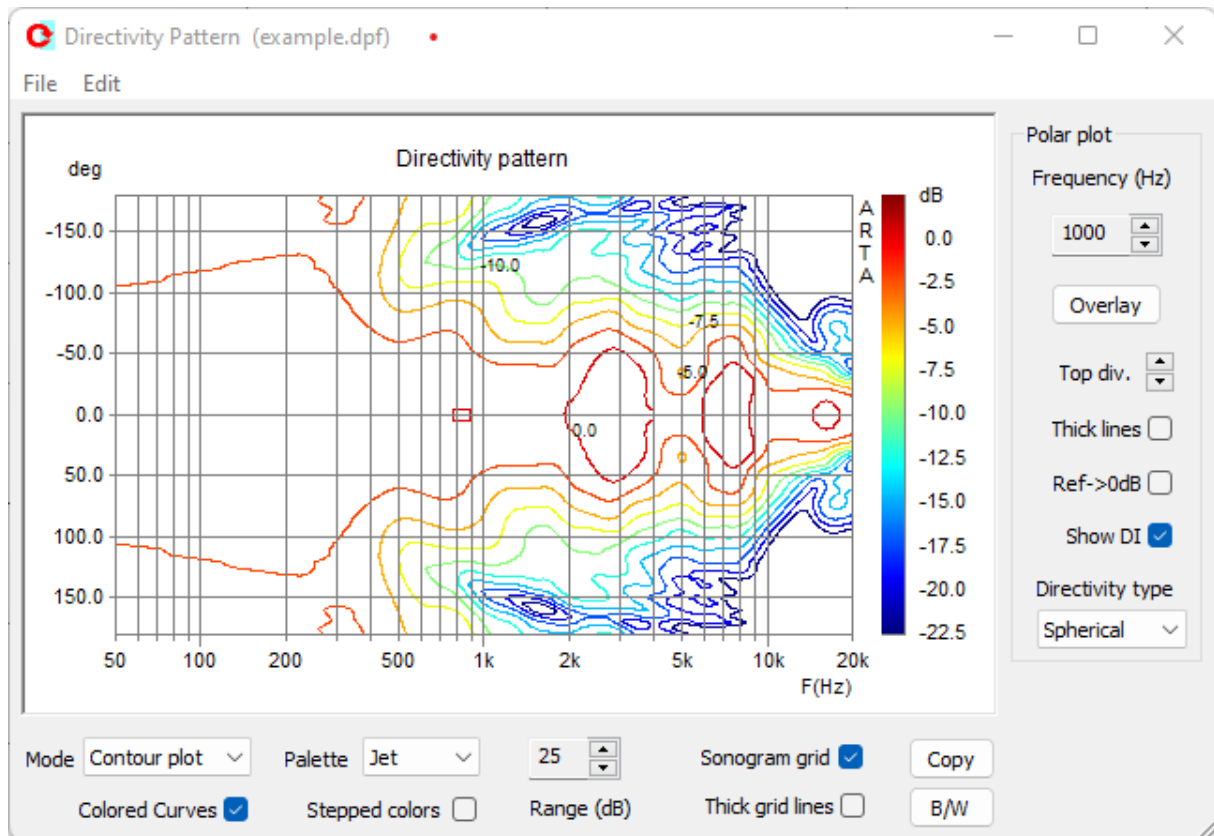 Directivity Pattern (example.dpf)
File Edit
Directivity pattern
deg
-150.0
-100.0
-50.0
0.0
50.0
100.0
150.0
-10.0
-7.5
-5.0
0.0
50 100 200 500 1k 2k 5k 10k 20k
F(Hz)
A
R
T
A
dB
0.0
-2.5
-5.0
-7.5
-10.0
-12.5
-15.0
-17.5
-20.0
-22.5
Polar plot
Frequency (Hz)
1000
Overlay
Top div.
Thick lines
Ref->0dB
Show DI
Directivity type
Spherical
Mode Contour plot Palette Jet 25 Sonogram grid Copy
Colored Curves Stepped colors Range (dB) Thick grid lines B/W